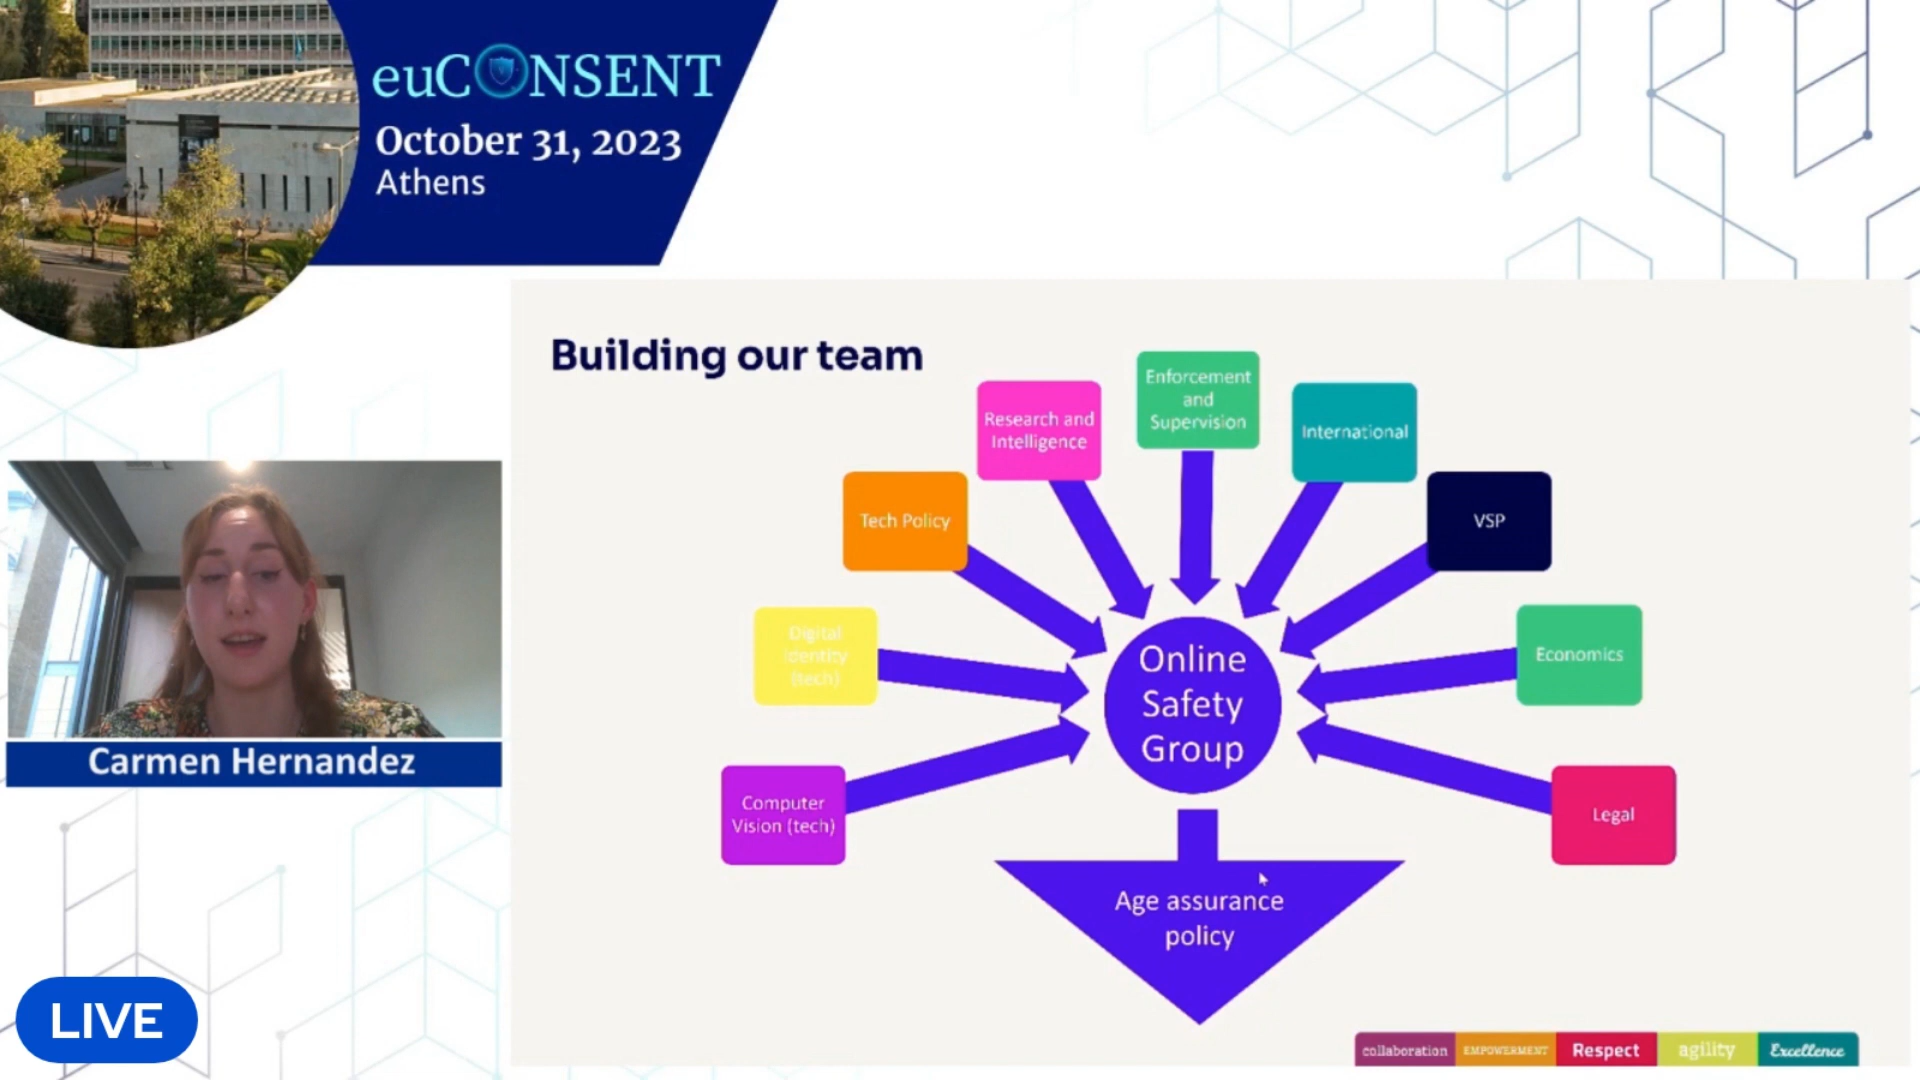 euCONSENT
October 31, 2023
Athens
Building our team
Enforcement
and
Supervision
Research and
Intelligence
International
Tech Policy
VSP
Digital
identity
(tech)
Online
Safety
Group
Economics
Computer
Vision (tech)
Legal
Age assurance
policy
Carmen Hernandez
LIVE
collaboration
EMPOWERMENT
Respect
agility
Excellence